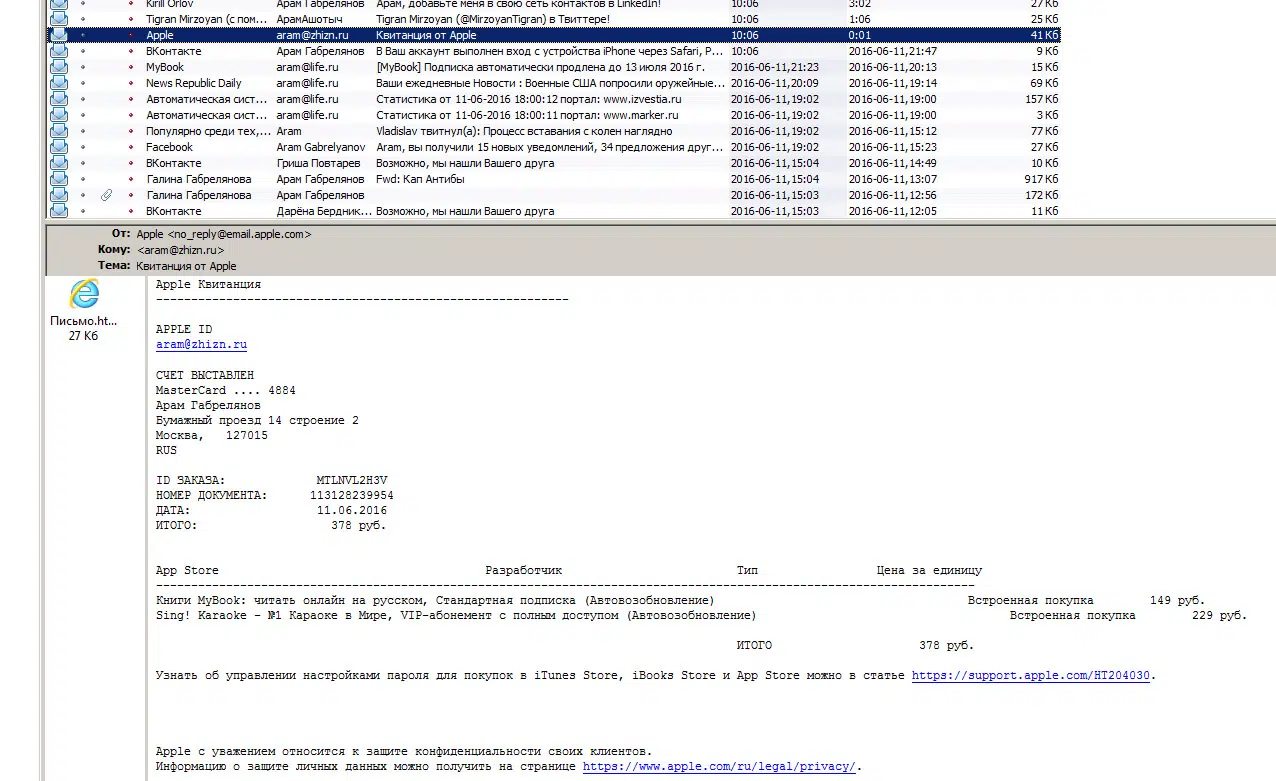 Kirill Orlov Арам Габрелянов Арам, добавьте меня в свою сеть контактов в LinkedIn! 10:06 3:02 27 Кб
Tigran Mirzoyan (с пом... АрамАшотыч Tigran Mirzoyan (@MirzoyanTigran) в Твиттере! 10:06 1:06 25 Кб
Apple aram@zhizn.ru Квитанция от Apple 10:06 0:01 41 Кб
ВКонтакте Арам Габрелянов В Ваш аккаунт выполнен вход с устройства iPhone через Safari, Р... 10:06 2016-06-11,21:47 9 Кб
MyBook aram@life.ru [MyBook] Подписка автоматически продлена до 13 июля 2016 г. 2016-06-11,21:23 2016-06-11,20:13 15 Кб
News Republic Daily aram@life.ru Ваши ежедневные Новости : Военные США попросили оружейные... 2016-06-11,20:09 2016-06-11,19:14 69 Кб
Автоматическая сист... aram@life.ru Статистика от 11-06-2016 18:00:12 портал: www.izvestia.ru 2016-06-11,19:02 2016-06-11,19:00 157 Кб
Автоматическая сист... aram@life.ru Статистика от 11-06-2016 18:00:11 портал: www.marker.ru 2016-06-11,19:02 2016-06-11,19:00 3 Кб
Популярно среди тех,... Aram Vladislav твитнул(а): Процесс вставания с колен наглядно 2016-06-11,19:02 2016-06-11,15:12 77 Кб
Facebook Aram Gabrelyanov Aram, вы получили 15 новых уведомлений, 34 предложения друг... 2016-06-11,19:02 2016-06-11,15:23 27 Кб
ВКонтакте Гриша Повтарев Возможно, мы нашли Вашего друга 2016-06-11,15:04 2016-06-11,14:49 10 Кб
Галина Габрелянова Арам Габрелянов Fwd: Кап Антибы 2016-06-11,15:04 2016-06-11,13:07 917 Кб
Галина Габрелянова Арам Габрелянов 2016-06-11,15:03 2016-06-11,12:56 172 Кб
ВКонтакте Дарёна Бердник... Возможно, мы нашли Вашего друга 2016-06-11,15:03 2016-06-11,12:05 11 Кб
От: Apple <no_reply@email.apple.com>
Кому: <aram@zhizn.ru>
Тема: Квитанция от Apple
Письмо.ht...
27 Кб
Apple Квитанция
-----------------------------------------------------------
APPLE ID
aram@zhizn.ru
СЧЕТ ВЫСТАВЛЕН
MasterCard .... 4884
Арам Габрелянов
Бумажный проезд 14 строение 2
Москва, 127015
RUS
ID ЗАКАЗА: MTLNVL2H3V
НОМЕР ДОКУМЕНТА: 113128239954
ДАТА: 11.06.2016
ИТОГО: 378 руб.
App Store Разработчик Тип Цена за единицу
---------------------------------------------------------------------------------------------------------------------
Книги MyBook: читать онлайн на русском, Стандартная подписка (Автовозобновление) Встроенная покупка 149 руб.
Sing! Karaoke - №1 Караоке в Мире, VIP-абонемент с полным доступом (Автовозобновление) Встроенная покупка 229 руб.
ИТОГО 378 руб.
Узнать об управлении настройками пароля для покупок в iTunes Store, iBooks Store и App Store можно в статье https://support.apple.com/HT204030.
Apple с уважением относится к защите конфиденциальности своих клиентов.
Информацию о защите личных данных можно получить на странице https://www.apple.com/ru/legal/privacy/.